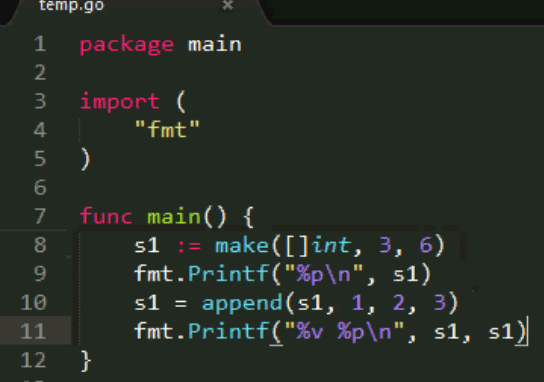 temp.go ×
1 package main
2
3 import (
4     "fmt"
5 )
6
7 func main() {
8     s1 := make([]int, 3, 6)
9     fmt.Printf("%p\n", s1)
10     s1 = append(s1, 1, 2, 3)
11     fmt.Printf("%v %p\n", s1, s1)
12 }